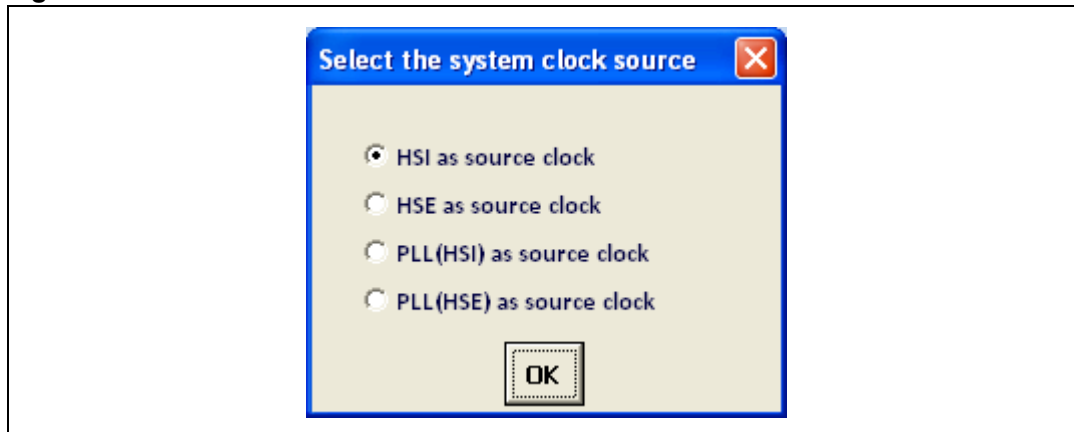 Select the system clock source
HSI as source clock
HSE as source clock
PLL(HSI) as source clock
PLL(HSE) as source clock
OK